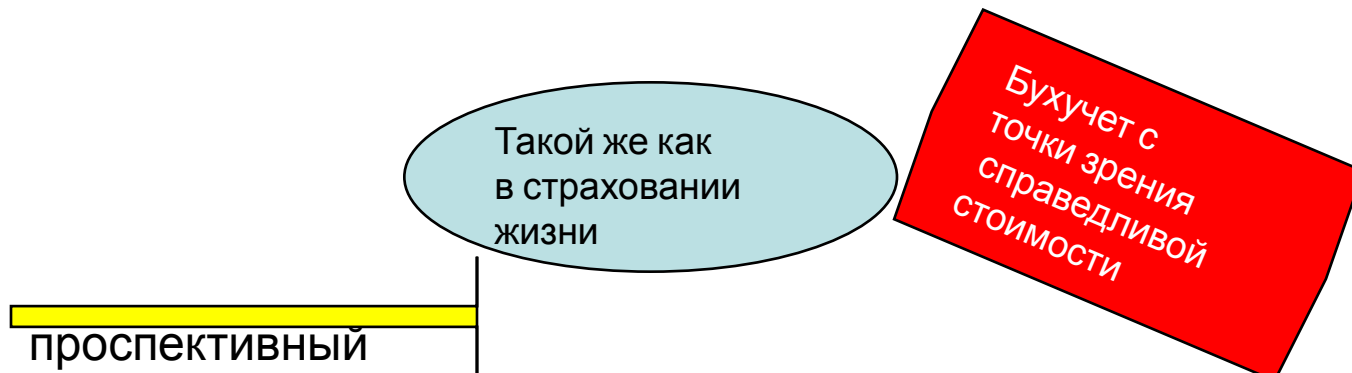 Такой же как
в страховании
жизни
Бухучет с
точки зрения
справедливой
стоимости
проспективный